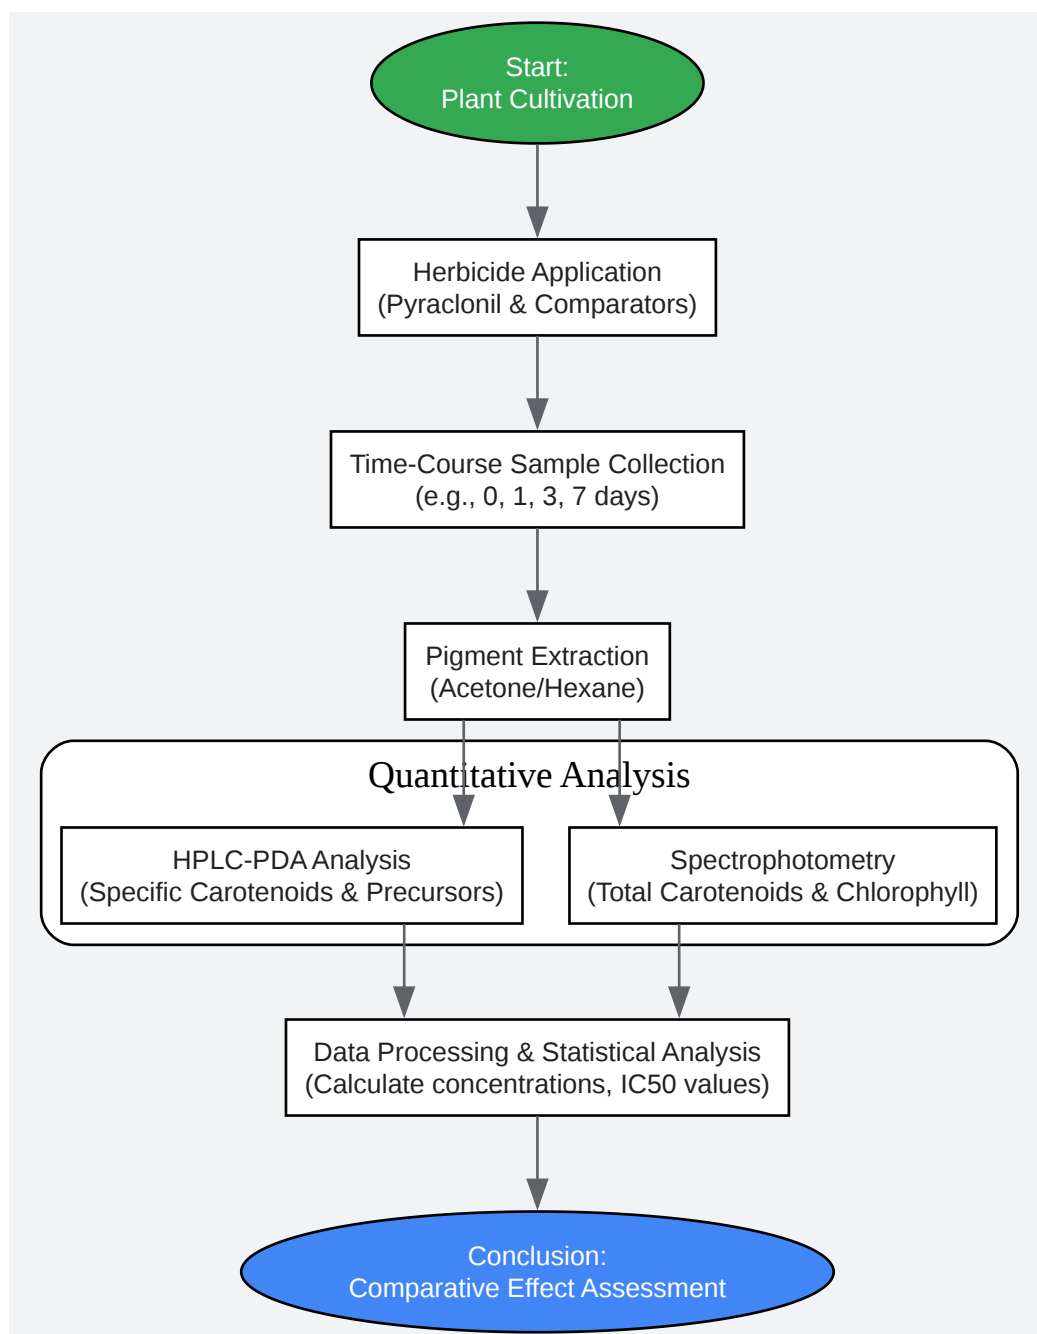 Start:
Plant Cultivation
Herbicide Application
(Pyraclonil & Comparators)
Time-Course Sample Collection
(e.g., 0, 1, 3, 7 days)
Pigment Extraction
(Acetone/Hexane)
Quantitative Analysis
HPLC-PDA Analysis
(Specific Carotenoids & Precursors)
Spectrophotometry
(Total Carotenoids & Chlorophyll)
Data Processing & Statistical Analysis
(Calculate concentrations, IC50 values)
Conclusion:
Comparative Effect Assessment